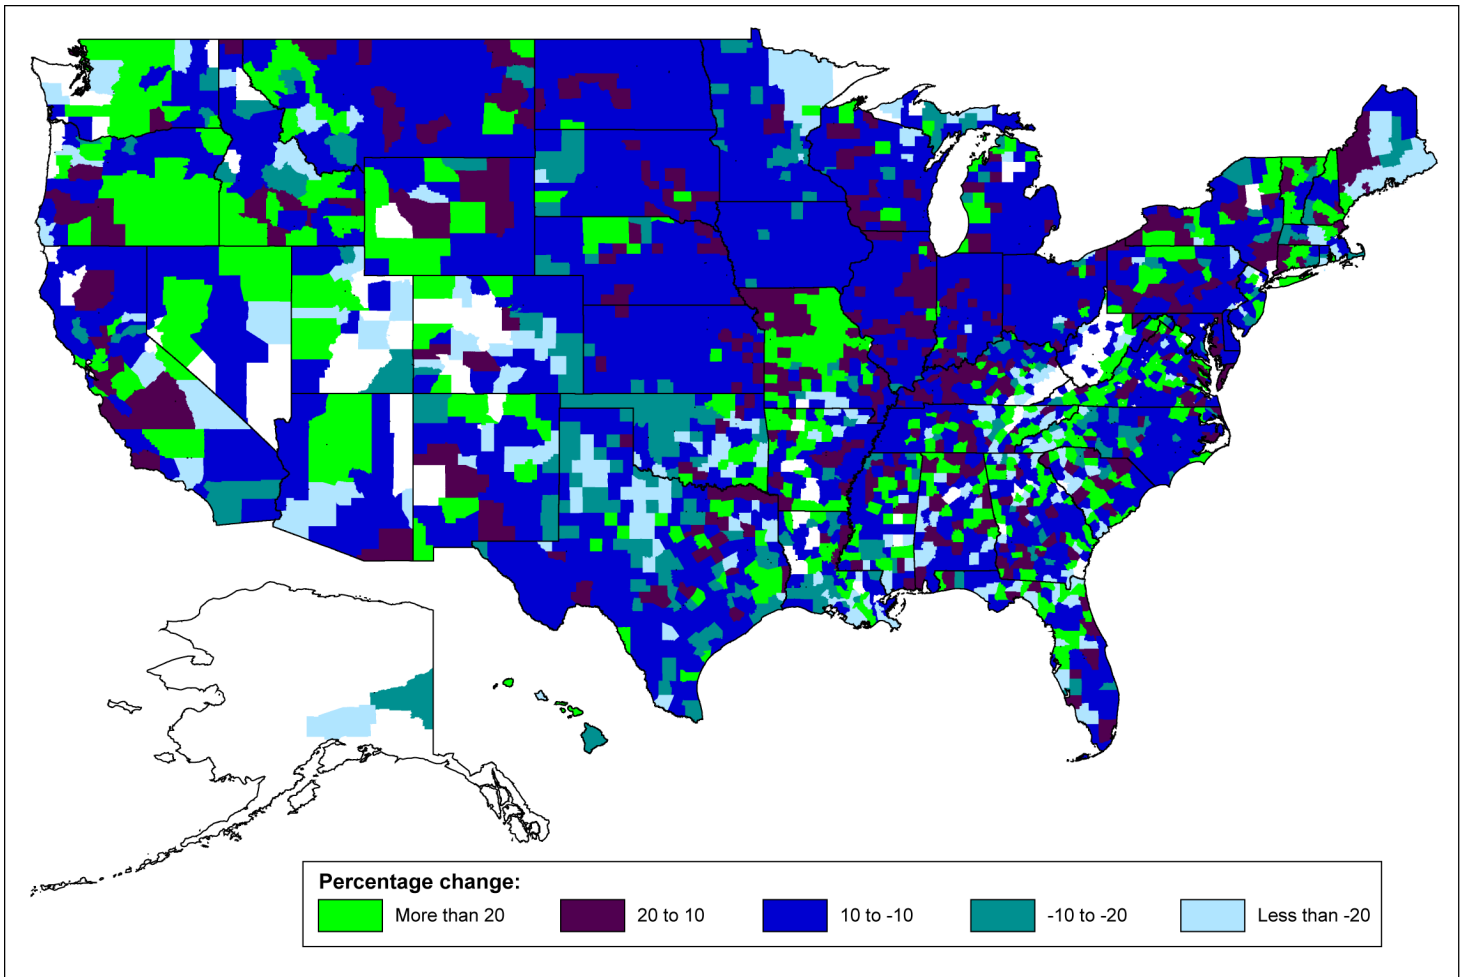 Percentage change:
More than 20
20 to 10
10 to -10
-10 to -20
Less than -20